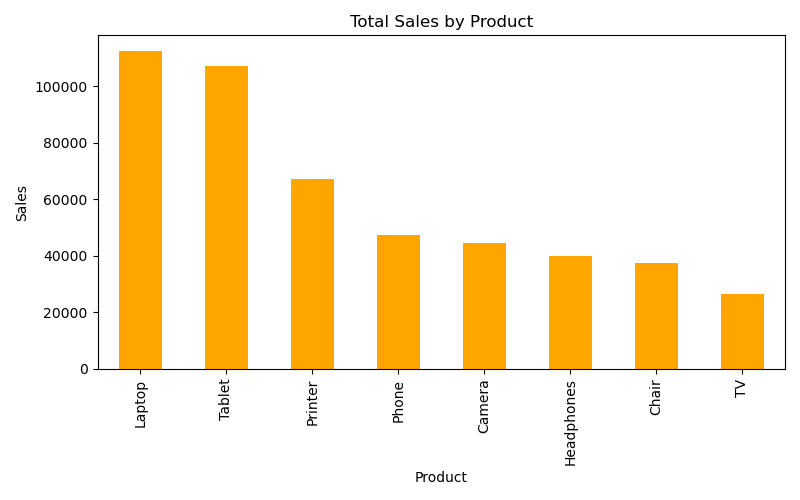 Total Sales by Product
Sales
100000
80000
60000
40000
20000
0
Laptop
Tablet
Printer
Phone
Camera
Headphones
Chair
TV
Product